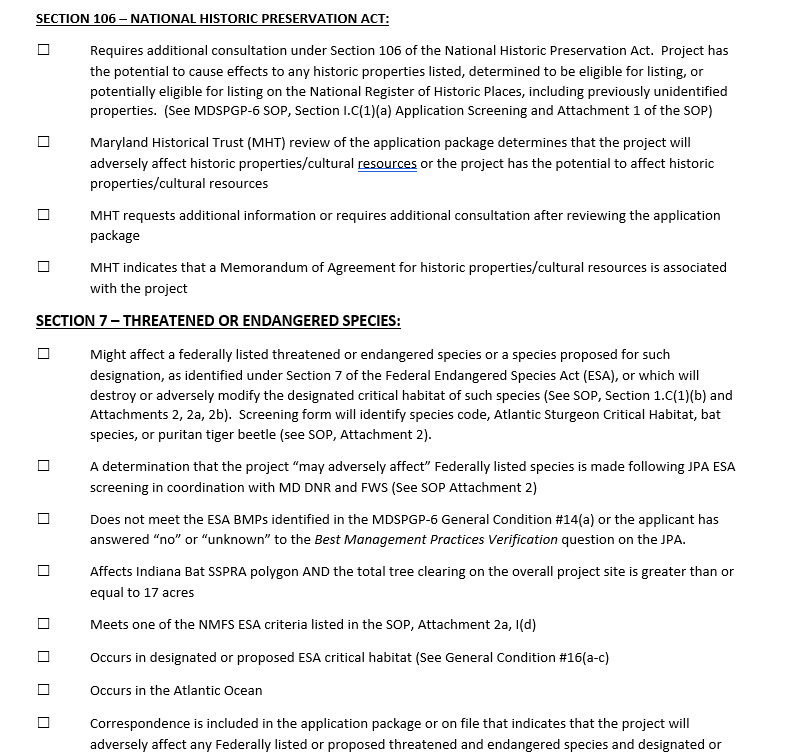 SECTION 106 – NATIONAL HISTORIC PRESERVATION ACT:
☐ Requires additional consultation under Section 106 of the National Historic Preservation Act.  Project has
the potential to cause effects to any historic properties listed, determined to be eligible for listing, or
potentially eligible for listing on the National Register of Historic Places, including previously unidentified
properties.  (See MDSPGP-6 SOP, Section I.C(1)(a) Application Screening and Attachment 1 of the SOP)
☐ Maryland Historical Trust (MHT) review of the application package determines that the project will
adversely affect historic properties/cultural resources or the project has the potential to affect historic
properties/cultural resources
☐ MHT requests additional information or requires additional consultation after reviewing the application
package
☐ MHT indicates that a Memorandum of Agreement for historic properties/cultural resources is associated
with the project
SECTION 7 – THREATENED OR ENDANGERED SPECIES:
☐ Might affect a federally listed threatened or endangered species or a species proposed for such
designation, as identified under Section 7 of the Federal Endangered Species Act (ESA), or which will
destroy or adversely modify the designated critical habitat of such species (See SOP, Section 1.C(1)(b) and
Attachments 2, 2a, 2b).  Screening form will identify species code, Atlantic Sturgeon Critical Habitat, bat
species, or puritan tiger beetle (see SOP, Attachment 2).
☐ A determination that the project “may adversely affect” Federally listed species is made following JPA ESA
screening in coordination with MD DNR and FWS (See SOP Attachment 2)
☐ Does not meet the ESA BMPs identified in the MDSPGP-6 General Condition #14(a) or the applicant has
answered “no” or “unknown” to the Best Management Practices Verification question on the JPA.
☐ Affects Indiana Bat SSPRA polygon AND the total tree clearing on the overall project site is greater than or
equal to 17 acres
☐ Meets one of the NMFS ESA criteria listed in the SOP, Attachment 2a, I(d)
☐ Occurs in designated or proposed ESA critical habitat (See General Condition #16(a-c)
☐ Occurs in the Atlantic Ocean
☐ Correspondence is included in the application package or on file that indicates that the project will
adversely affect any Federally listed or proposed threatened and endangered species and designated or